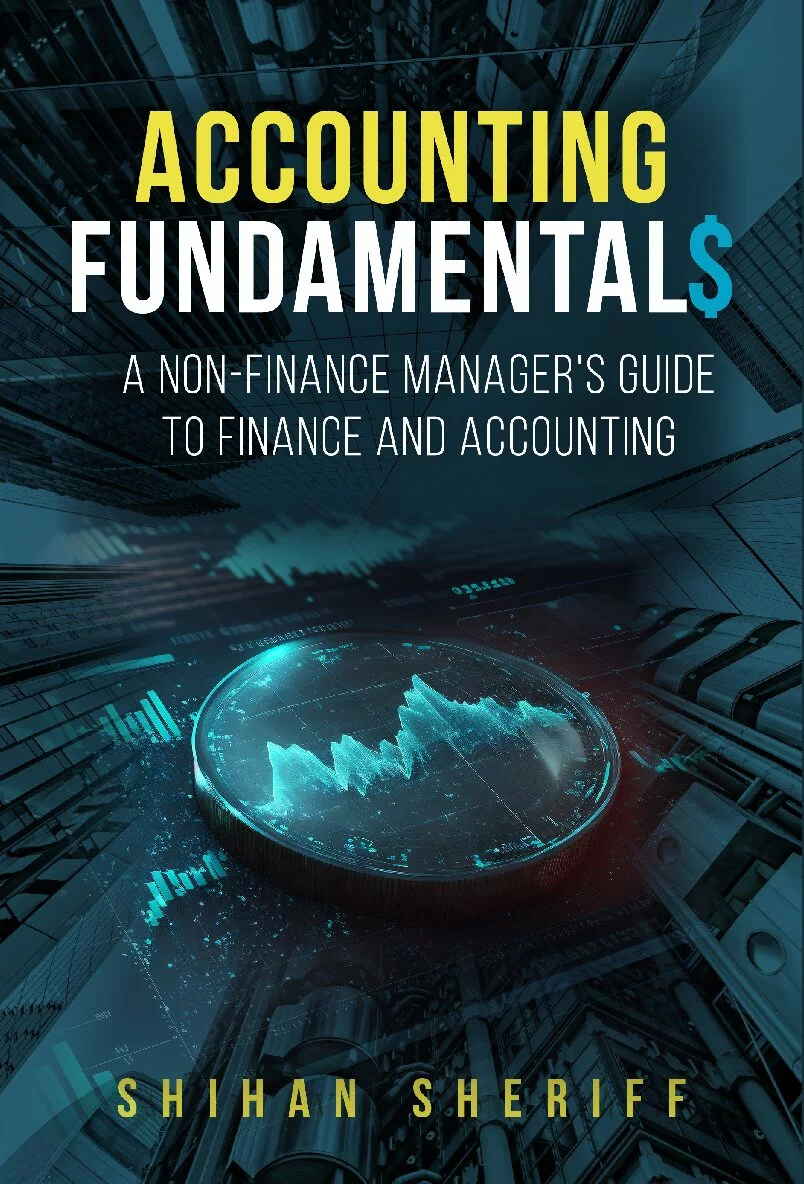 ACCOUNTING
FUNDAMENTAL$
A NON-FINANCE MANAGER'S GUIDE
TO FINANCE AND ACCOUNTING
SHIHAN SHERIFF